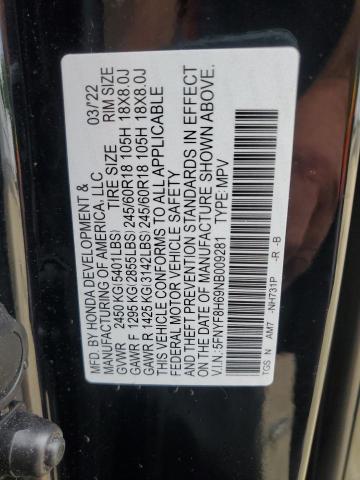 MFD. BY HONDA DEVELOPMENT & 03/22
MANUFACTURING OF AMERICA, LLC
TIRE SIZE RIM SIZE
GVWR 2450 KG(5401LBS)
GAWR F 1295 KG(2855LBS)245/60R18 105H 18X8.0J
GAWR R 1425 KG(3142LBS)245/60R18 105H 18X8.0J
THIS VEHICLE CONFORMS TO ALL APPLICABLE
FEDERAL MOTOR VEHICLE SAFETY
AND THEFT PREVENTION STANDARDS IN EFFECT
ON THE DATE OF MANUFACTURE SHOWN ABOVE.
V.I.N.: 5FNYF8H69NB009281 TYPE:MPV
TGS N AM7 -NH731P -R -B